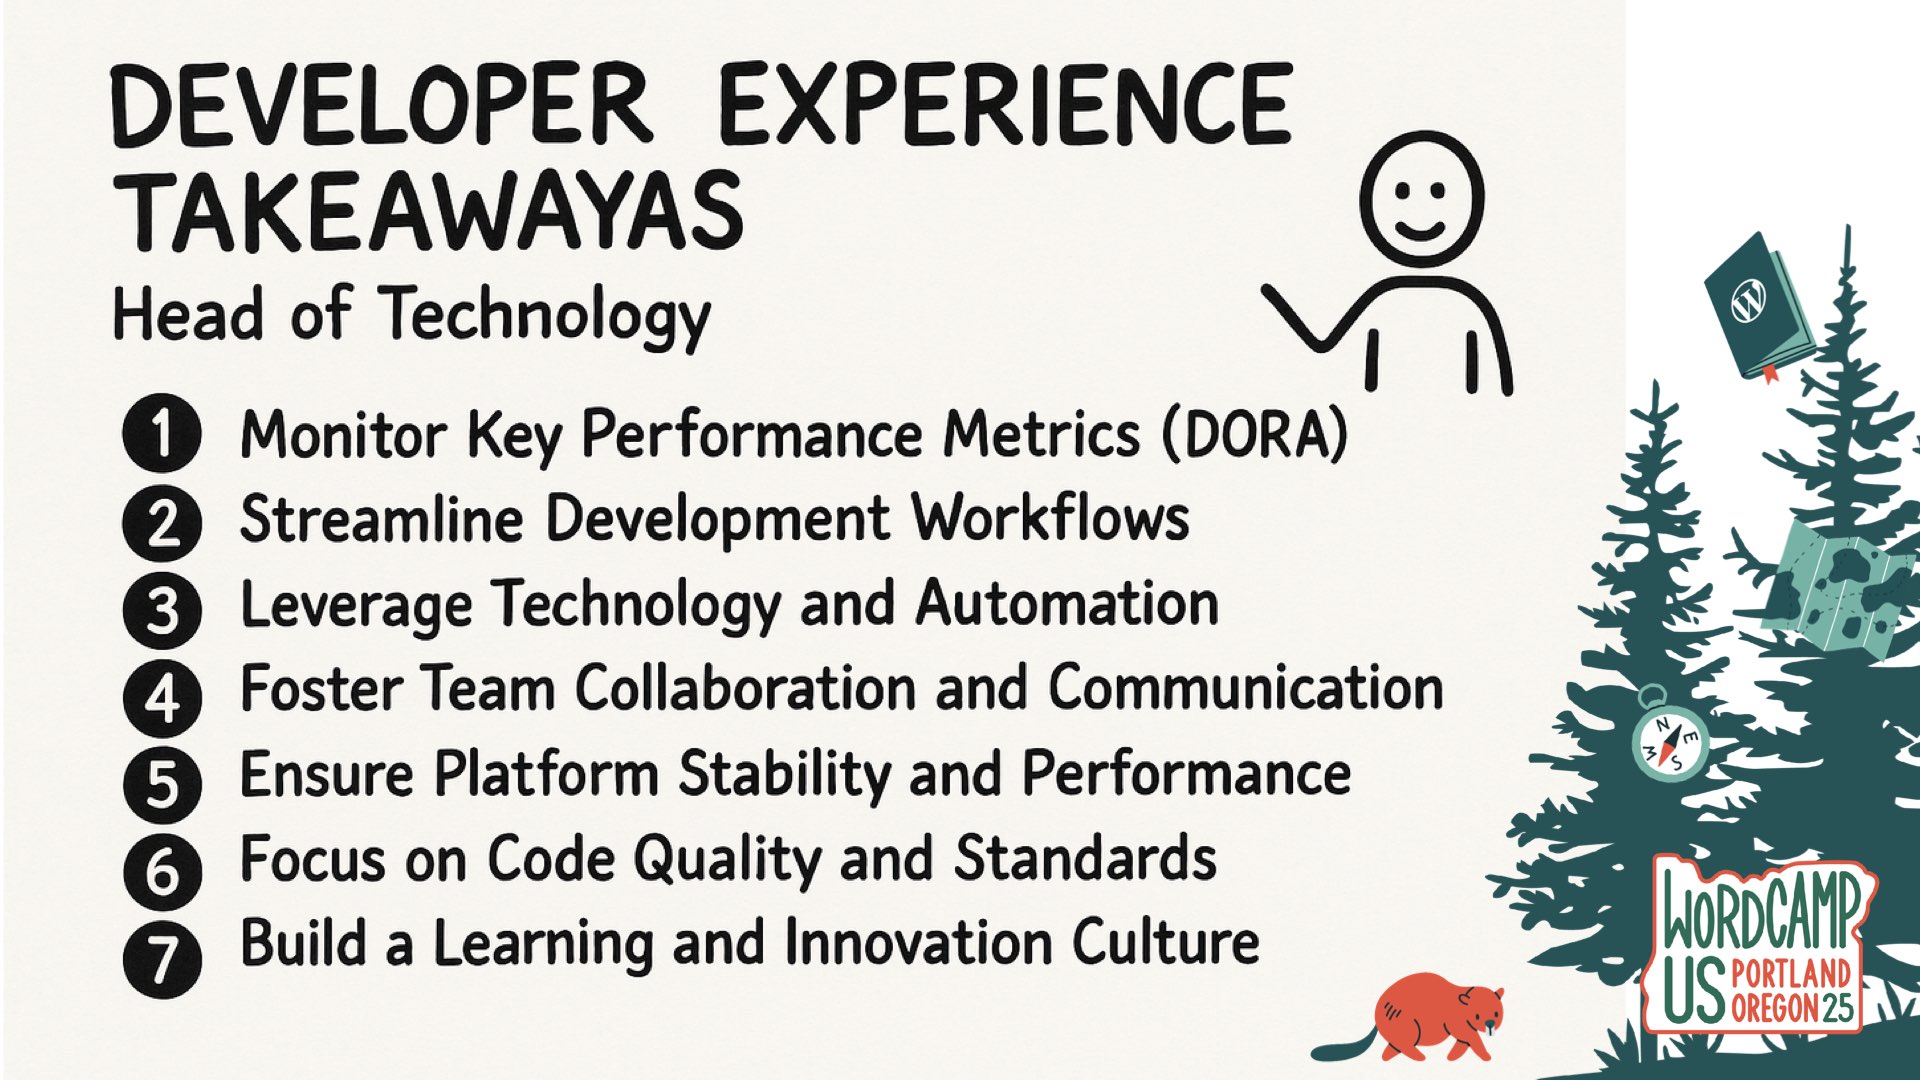 DEVELOPER EXPERIENCE
TAKEAWAYAS
Head of Technology
1 Monitor Key Performance Metrics (DORA)
2 Streamline Development Workflows
3 Leverage Technology and Automation
4 Foster Team Collaboration and Communication
5 Ensure Platform Stability and Performance
6 Focus on Code Quality and Standards
7 Build a Learning and Innovation Culture
W
N
E
S
W
WORDCAMP
US PORTLAND
OREGON 25